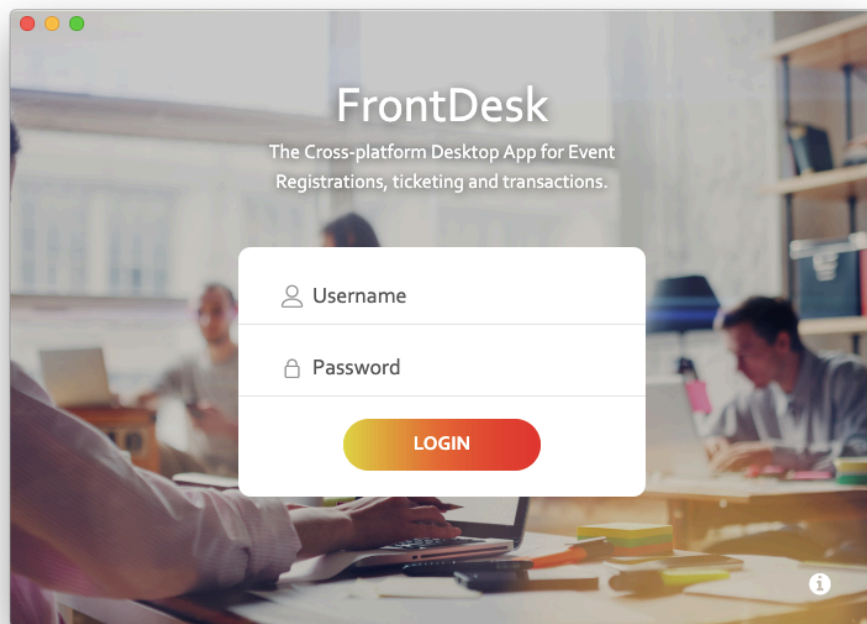 FrontDesk
The Cross-platform Desktop App for Event
Registrations, ticketing and transactions.
Username
Password
LOGIN